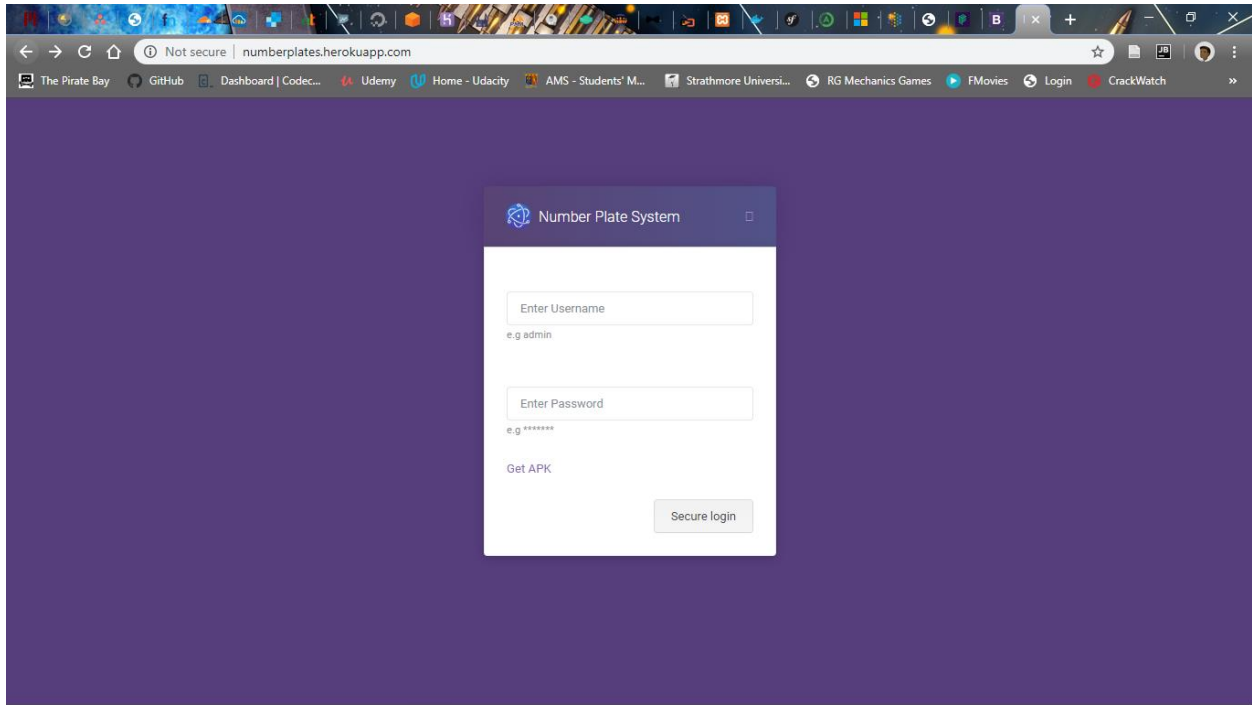 Not secure | numberplates.herokuapp.com
The Pirate Bay GitHub Dashboard | Codec... Udemy Home - Udacity AMS - Students' M... Strathmore Universi... RG Mechanics Games FMovies Login CrackWatch »
Number Plate System
Enter Username
e.g admin
Enter Password
e.g *******
Get APK
Secure login